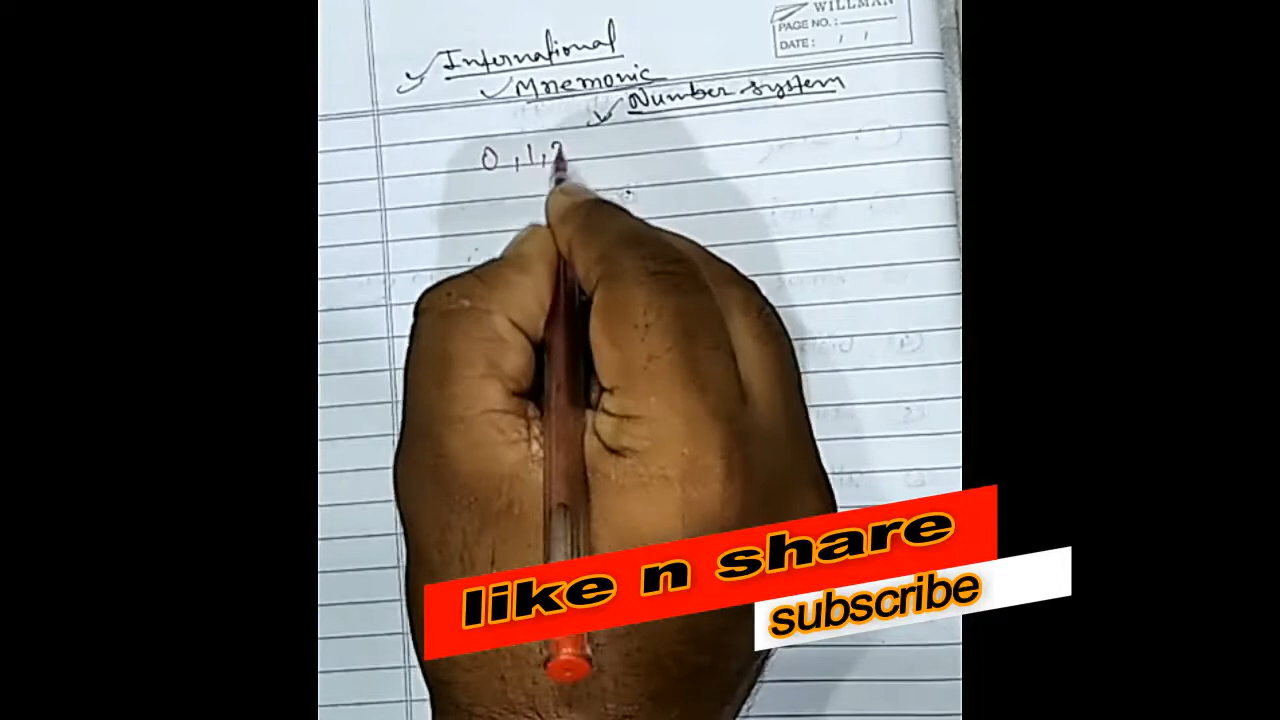 WILLMAN
PAGE NO.:
DATE: / /
International
Mnemonic
Number system
0, 1, 2
like n share
subscribe